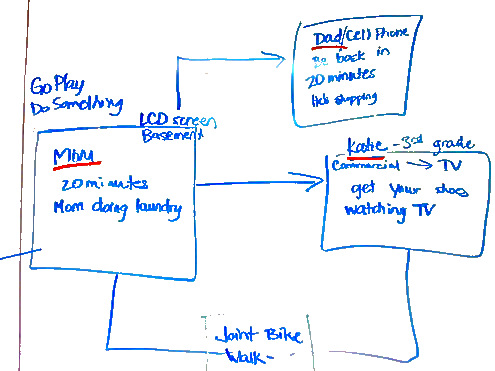 Go Play
Do Something
LCD screen
Basement
Mom
20 minutes
Mom doing laundry
Dad/Cell Phone
Be back in
20 minutes
shopping
Katie - 3rd grade
Commercial → TV
get your shoes
watching TV
Joint Bike
Walk-